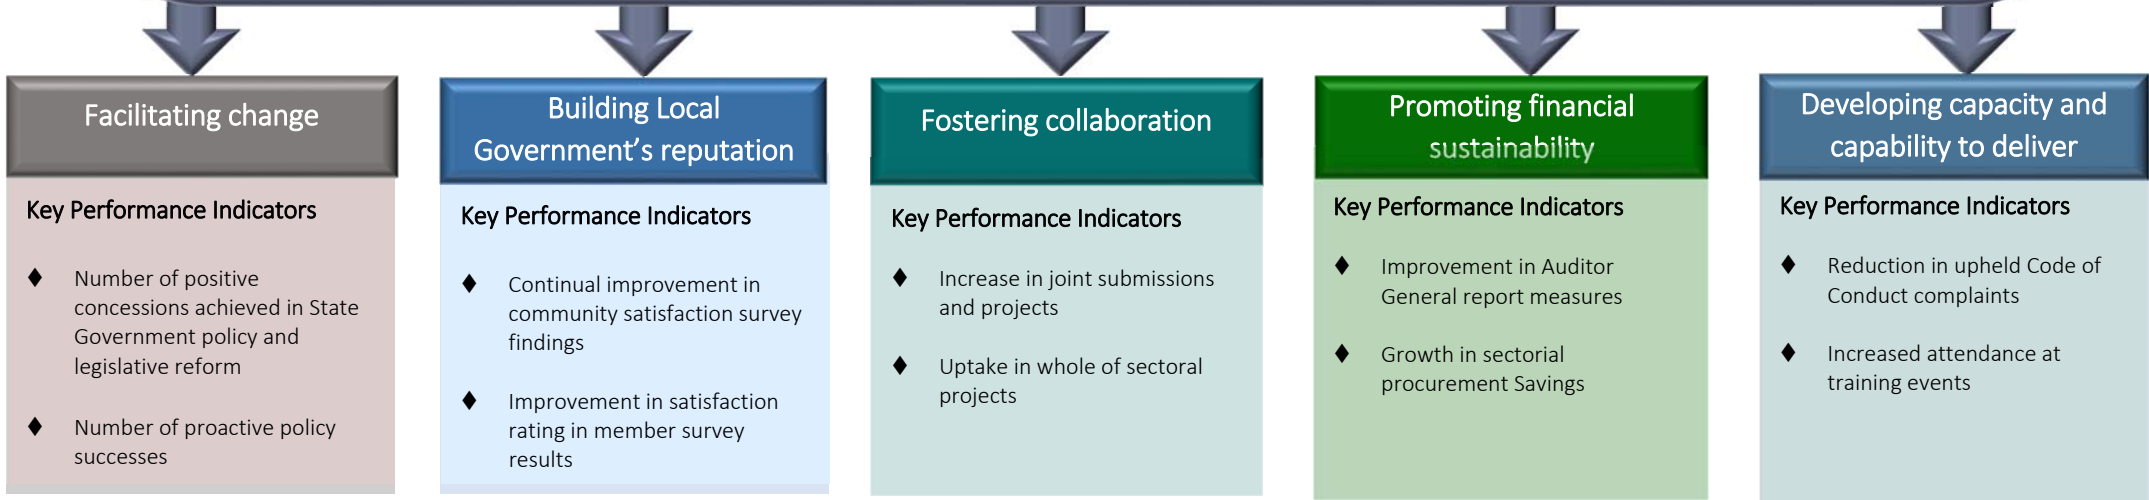 Facilitating change
Key Performance Indicators
♦ Number of positive
concessions achieved in State
Government policy and
legislative reform
♦ Number of proactive policy
successes
Building Local
Government’s reputation
Key Performance Indicators
♦ Continual improvement in
community satisfaction survey
findings
♦ Improvement in satisfaction
rating in member survey
results
Fostering collaboration
Key Performance Indicators
♦ Increase in joint submissions
and projects
♦ Uptake in whole of sectoral
projects
Promoting financial
sustainability
Key Performance Indicators
♦ Improvement in Auditor
General report measures
♦ Growth in sectorial
procurement Savings
Developing capacity and
capability to deliver
Key Performance Indicators
♦ Reduction in upheld Code of
Conduct complaints
♦ Increased attendance at
training events